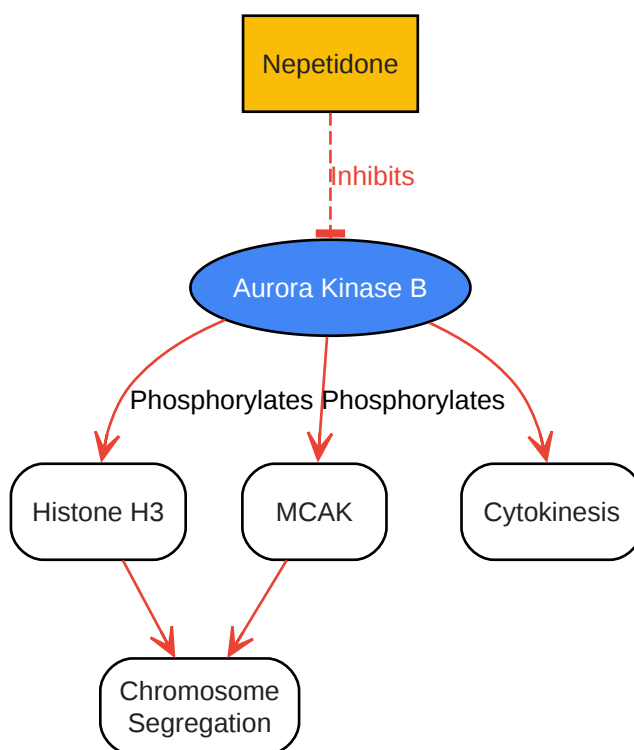 Nepetidone
Inhibits
Aurora Kinase B
Phosphorylates Phosphorylates
Histone H3
MCAK
Cytokinesis
Chromosome
Segregation